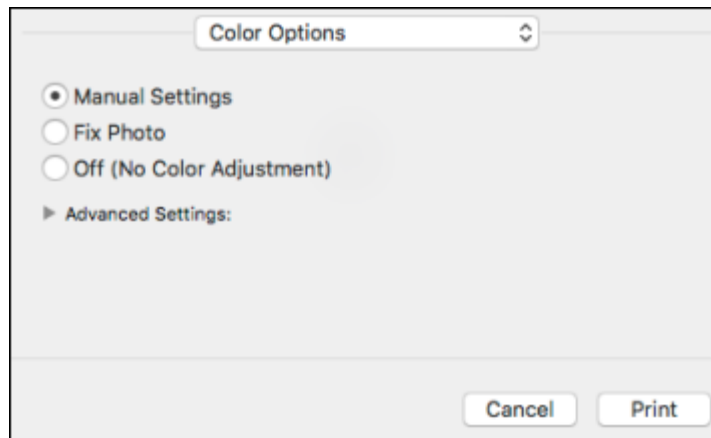 Color Options
Manual Settings
Fix Photo
Off (No Color Adjustment)
Advanced Settings:
Cancel Print